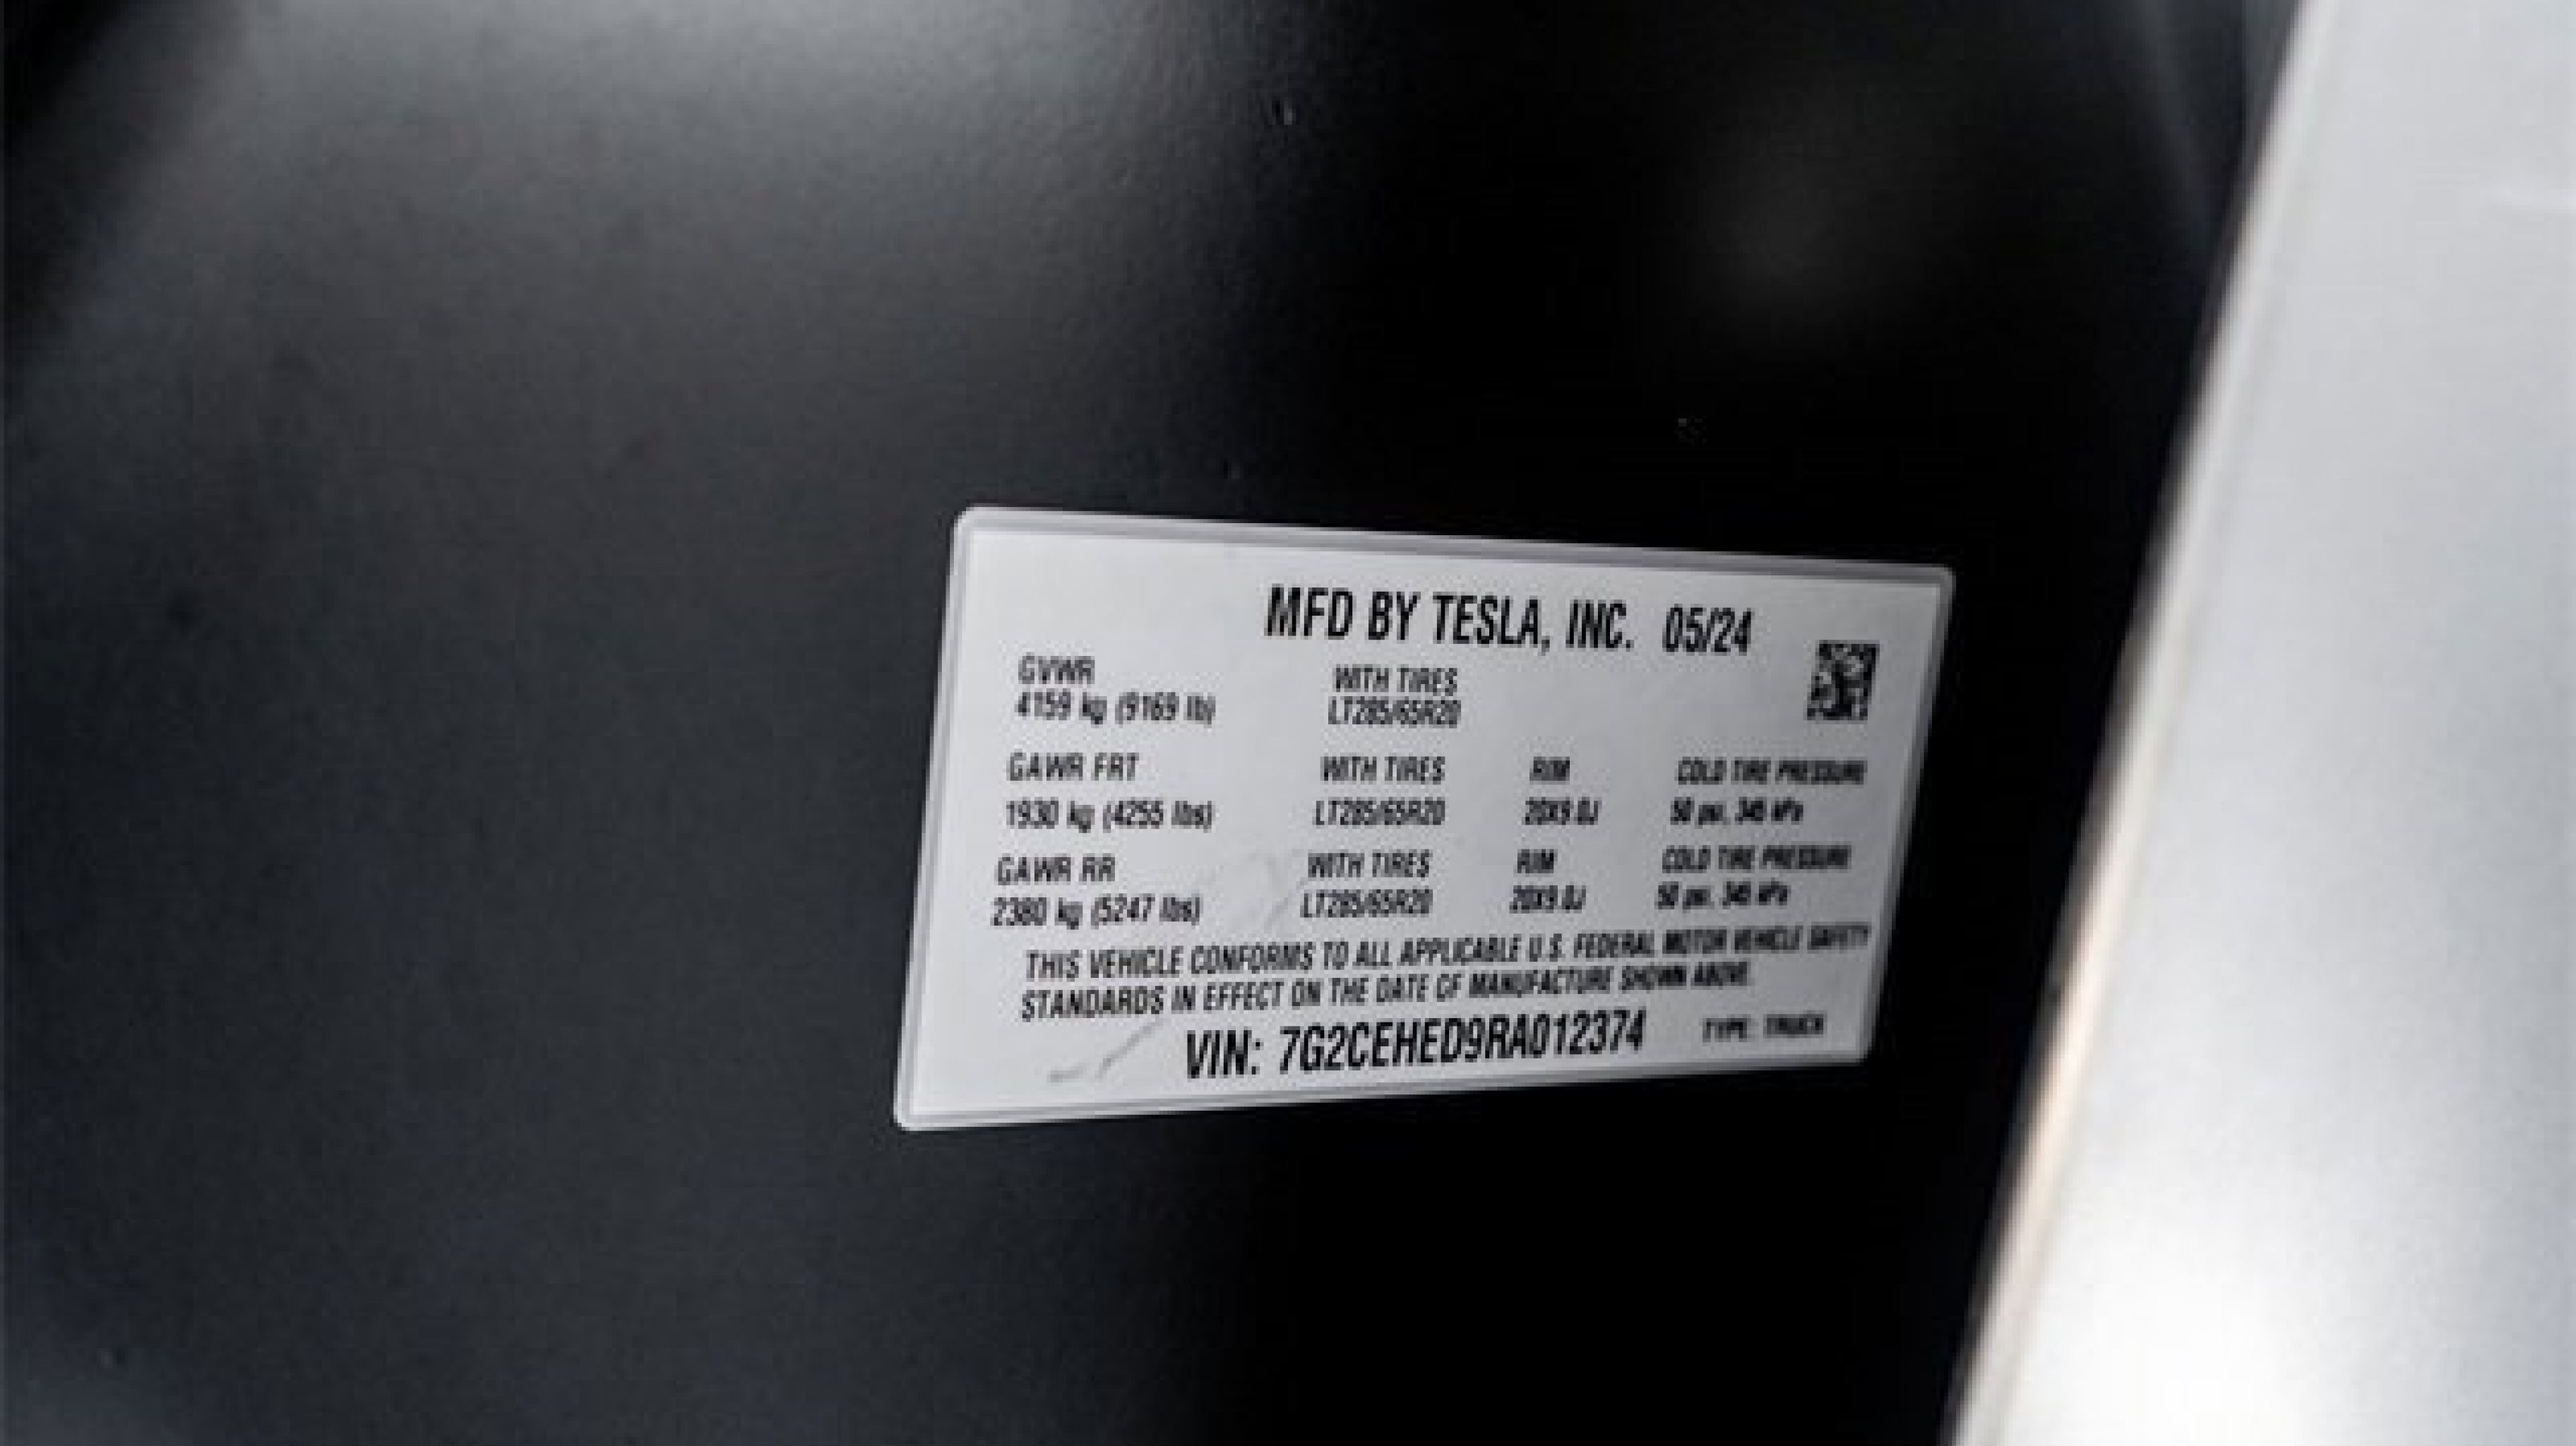 MFD BY TESLA, INC. 05/24
GVWR WITH TIRES
4159 kg (9169 lb) LT285/65R20
GAWR FRT WITH TIRES RIM COLD TIRE PRESSURE
1930 kg (4255 lbs) LT285/65R20 20X9.0J 50 psi, 345 kPa
GAWR RR WITH TIRES RIM COLD TIRE PRESSURE
2380 kg (5247 lbs) LT285/65R20 20X9.0J 50 psi, 345 kPa
THIS VEHICLE CONFORMS TO ALL APPLICABLE U.S. FEDERAL MOTOR VEHICLE SAFETY
STANDARDS IN EFFECT ON THE DATE OF MANUFACTURE SHOWN ABOVE.
VIN: 7G2CEHED9RA012374 TYPE: TRUCK